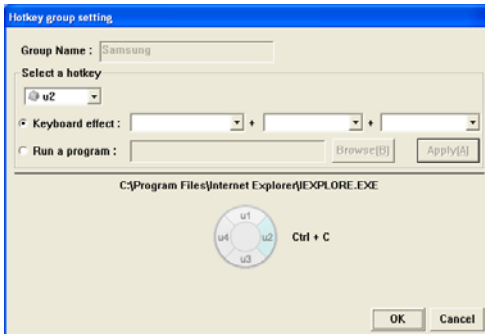 Hotkey group setting
Group Name : Samsung
Select a hotkey
u2
Keyboard effect : + +
Run a program : Browse(B) Apply(A)
C:\Program Files\Internet Explorer\IEXPLORE.EXE
u1
u4 u2 Ctrl + C
u3
OK Cancel